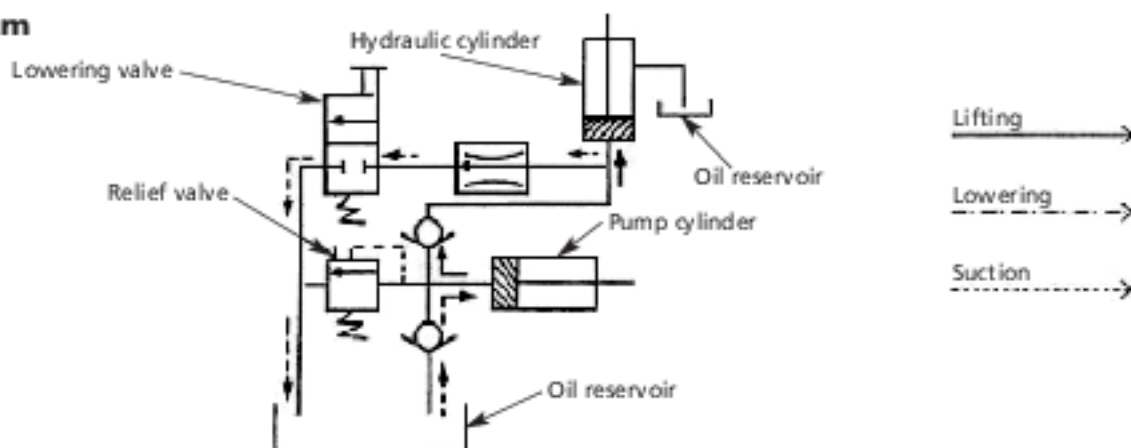 m
Hydraulic cylinder
Lowering valve
Lifting
Oil reservoir
Relief valve
Lowering
Pump cylinder
Suction
Oil reservoir